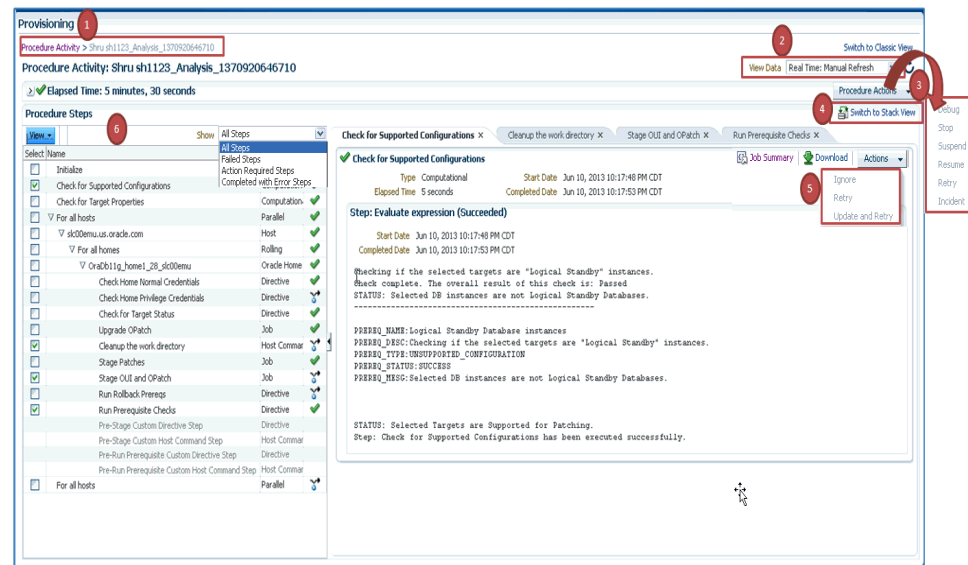 Provisioning 1
Procedure Activity > Shru sh1123_Analysis_1370920646710
2
Switch to Classic View
Procedure Activity: Shru sh1123_Analysis_1370920646710
View Data Real Time: Manual Refresh
Elapsed Time: 5 minutes, 30 seconds
Procedure Actions 3
Procedure Steps
4 Switch to Stack View
Debug
Stop
Suspend
Resume
Retry
Incident
View 6 Show All Steps
All Steps
Failed Steps
Action Required Steps
Completed with Error Steps
Select Name
Initialize
Check for Supported Configurations
Check for Target Properties Computation
For all hosts Parallel
slc00emu.us.oracle.com Host
For all homes Rolling
OraDb11g_home1_28_slc00emu Oracle Home
Check Home Normal Credentials Directive
Check Home Privilege Credentials Directive
Check for Target Status Directive
Upgrade OPatch Job
Cleanup the work directory Host Commar
Stage Patches Job
Stage OUI and OPatch Job
Run Rollback Prereqs Directive
Run Prerequisite Checks Directive
Pre-Stage Custom Directive Step Directive
Pre-Stage Custom Host Command Step Host Commar
Pre-Run Prerequisite Custom Directive Step Directive
Pre-Run Prerequisite Custom Host Command Step Host Commar
For all hosts Parallel
Check for Supported Configurations × Cleanup the work directory × Stage OUI and OPatch × Run Prerequisite Checks ×
Check for Supported Configurations
Job Summary Download Actions
5
Ignore
Retry
Update and Retry
Type Computational Start Date Jun 10, 2013 10:17:48 PM CDT
Elapsed Time 5 seconds Completed Date Jun 10, 2013 10:17:53 PM CDT
Step: Evaluate expression (Succeeded)
Start Date Jun 10, 2013 10:17:48 PM CDT
Completed Date Jun 10, 2013 10:17:53 PM CDT
Checking if the selected targets are "Logical Standby" instances.
Check complete. The overall result of this check is: Passed
STATUS: Selected DB instances are not Logical Standby Databases.
PREREQ_NAME:Logical Standby Database instances
PREREQ_DESC:Checking if the selected targets are "Logical Standby" instances.
PREREQ_TYPE:UNSUPPORTED_CONFIGURATION
PREREQ_STATUS:SUCCESS
PREREQ_MESG:Selected DB instances are not Logical Standby Databases.
STATUS: Selected Targets are Supported for Patching.
Step: Check for Supported Configurations has been executed successfully.